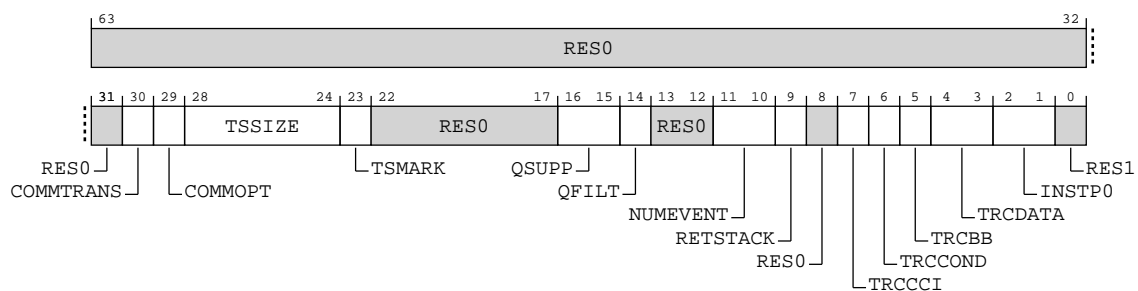 63 32
RES0
31 30 29 28 24 23 22 17 16 15 14 13 12 11 10 9 8 7 6 5 4 3 2 1 0
TSSIZE RES0 RES0
RES0 TSMARK QSUPP RES1
COMMTRANS COMMOPT QFILT INSTP0
NUMEVENT TRCDATA
RETSTACK TRCBB
RES0 TRCCOND
TRCCCI